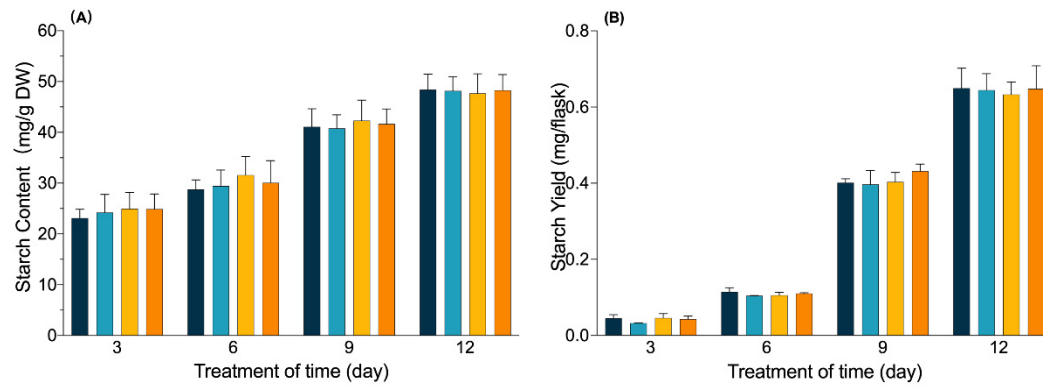 (A)
60
50
40
30
20
10
0
Starch Content (mg/g DW)
3 6 9 12
Treatment of time (day)
(B)
0.8
0.6
0.4
0.2
0.0
Starch Yield (mg/flask)
3 6 9 12
Treatment of time (day)